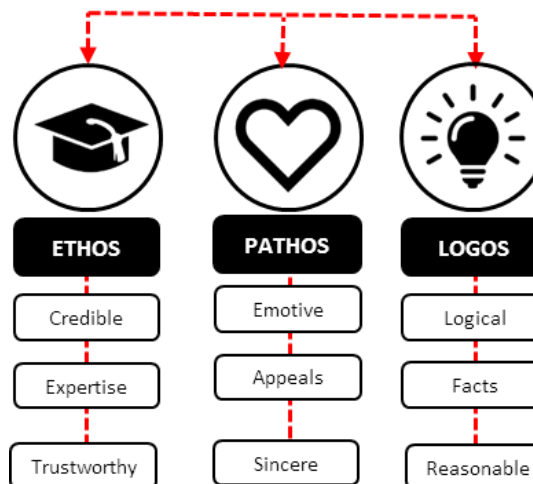 ETHOS
PATHOS
LOGOS
Credible
Emotive
Logical
Expertise
Appeals
Facts
Trustworthy
Sincere
Reasonable